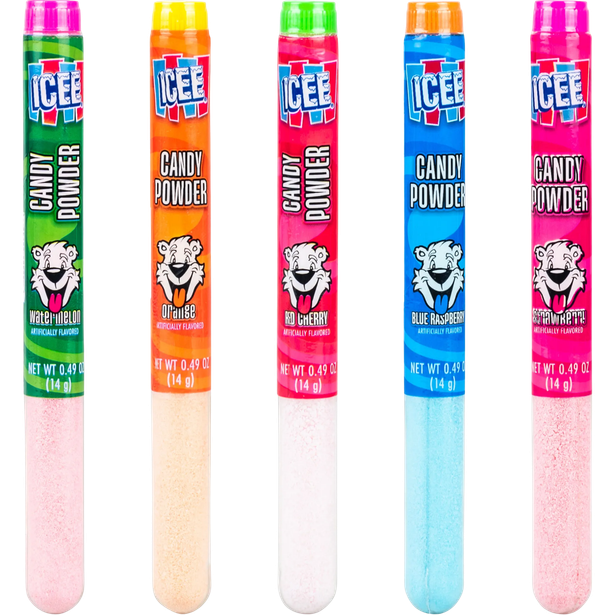 ICEE
CANDY
POWDER
watermelon
ARTIFICIALLY FLAVORED
NET WT 0.49 OZ
(14 g)
ICEE
CANDY
POWDER
orange
ARTIFICIALLY FLAVORED
NET WT 0.49 OZ
(14 g)
ICEE
CANDY
POWDER
RED CHERRY
ARTIFICIALLY FLAVORED
NET WT 0.49 OZ
(14 g)
ICEE
CANDY
POWDER
BLUE RASPBERRY
ARTIFICIALLY FLAVORED
NET WT 0.49 O
(14 g)
ICEE
CANDY
POWDER
STRAWBERRY
ARTIFICIALLY FLAVORED
NET WT 0.49 OZ
(14 g)